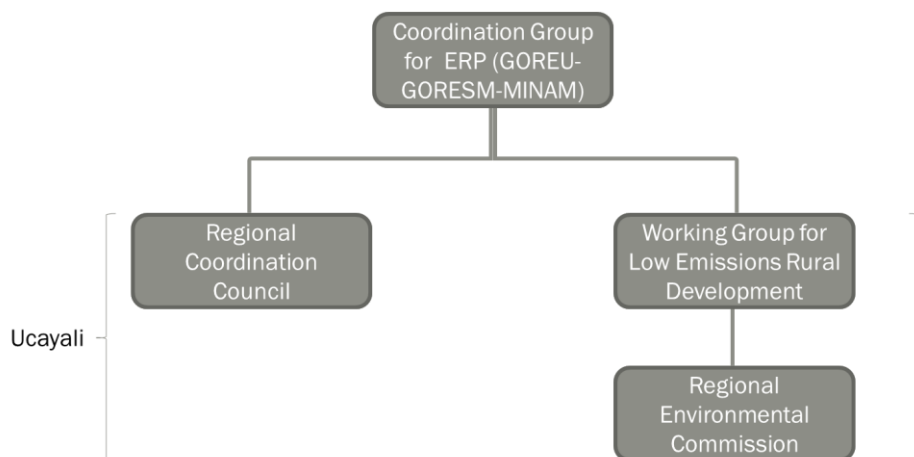 Coordination Group
for ERP (GOREU-
GORESM-MINAM)
Regional
Coordination
Council
Working Group for
Low Emissions Rural
Development
Ucayali
Regional
Environmental
Commission